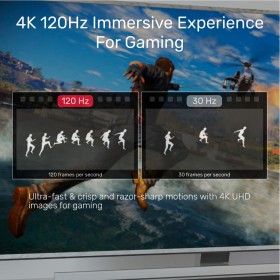 4K 120Hz Immersive Experience
For Gaming
120 Hz
30 Hz
120 frames per second
30 frames per second
Ultra-fast & crisp and razor-sharp motions with 4K UHD
images for gaming